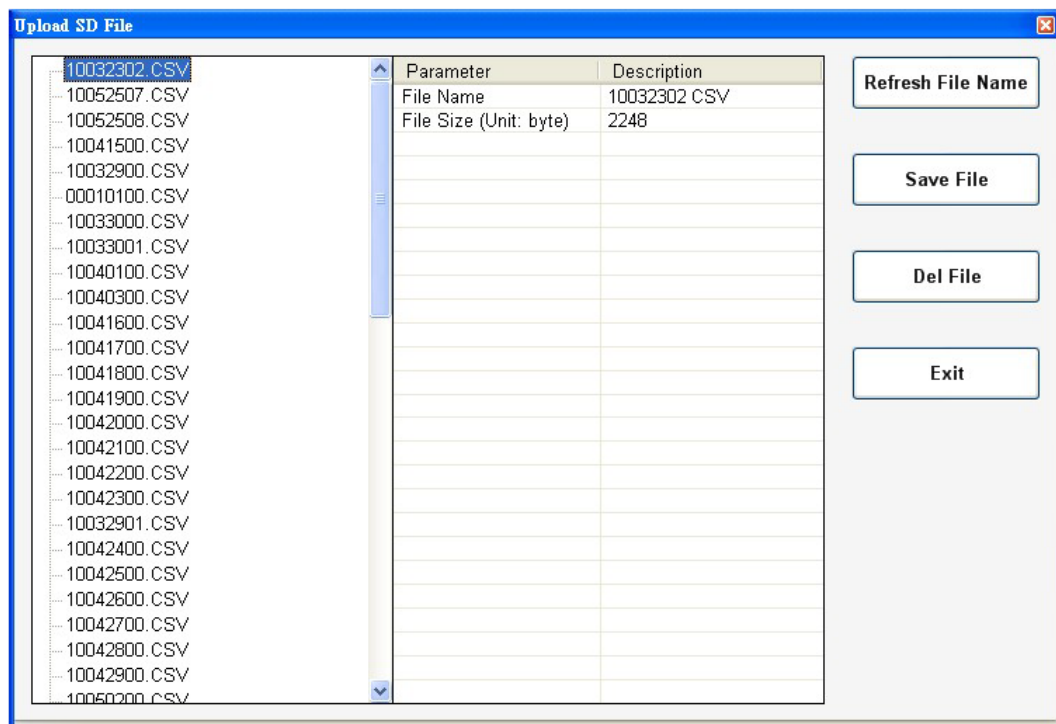 Upload SD File
10032302.CSV
10052507.CSV
10052508.CSV
10041500.CSV
10032900.CSV
00010100.CSV
10033000.CSV
10033001.CSV
10040100.CSV
10040300.CSV
10041600.CSV
10041700.CSV
10041800.CSV
10041900.CSV
10042000.CSV
10042100.CSV
10042200.CSV
10042300.CSV
10032901.CSV
10042400.CSV
10042500.CSV
10042600.CSV
10042700.CSV
10042800.CSV
10042900.CSV
10050200.CSV
Parameter Description
File Name 10032302 CSV
File Size (Unit: byte) 2248
Refresh File Name
Save File
Del File
Exit